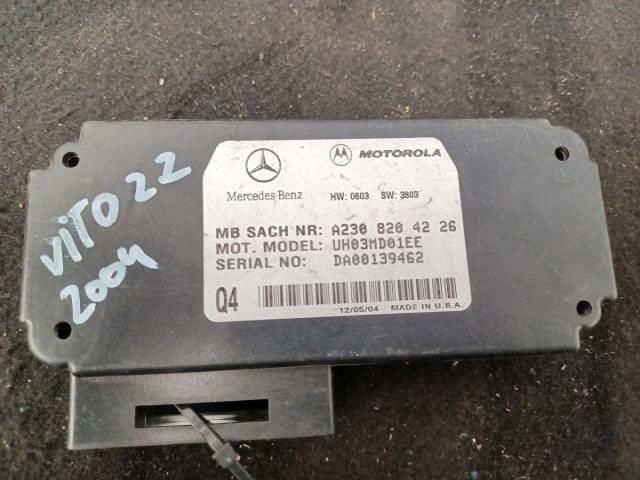 VITO 22
2004
MOTOROLA
Mercedes-Benz HW: 0603 SW: 3803
MB SACH NR: A230 820 42 26
MOT. MODEL: UH03MD01EE
SERIAL NO: DA00139462
Q4
12/05/04 MADE IN U.S.A.